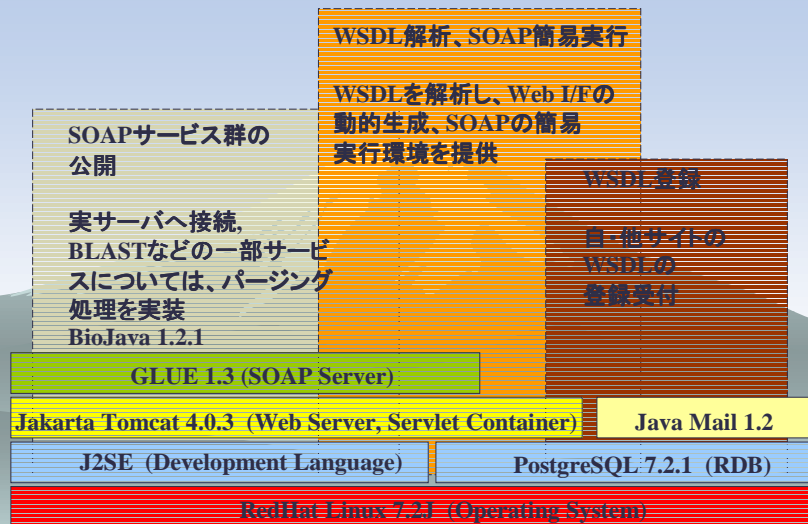 WSDL解析、SOAP簡易実行
WSDLを解析し、Web I/Fの
動的生成、SOAPの簡易
実行環境を提供
SOAPサービス群の
公開
実サーバへ接続,
BLASTなどの一部サービ
スについては、パージング
処理を実装
BioJava 1.2.1
WSDL登録
自・他サイトの
WSDLの
登録受付
GLUE 1.3 (SOAP Server)
Jakarta Tomcat 4.0.3 (Web Server, Servlet Container)
Java Mail 1.2
J2SE (Development Language)
PostgreSQL 7.2.1 (RDB)
RedHat Linux 7.2J (Operating System)